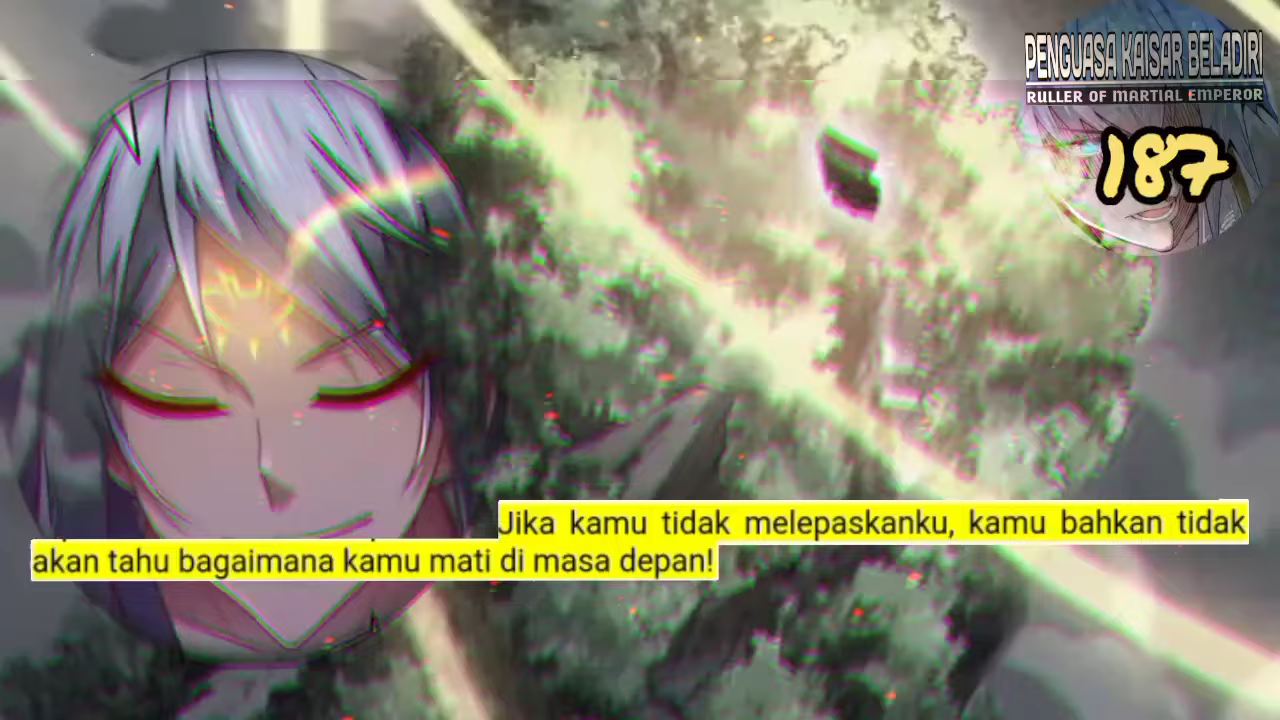 PENGUASA KAISAR BELADIRI
RULLER OF MARTIAL EMPEROR
187
Jika kamu tidak melepaskanku, kamu bahkan tidak
akan tahu bagaimana kamu mati di masa depan!